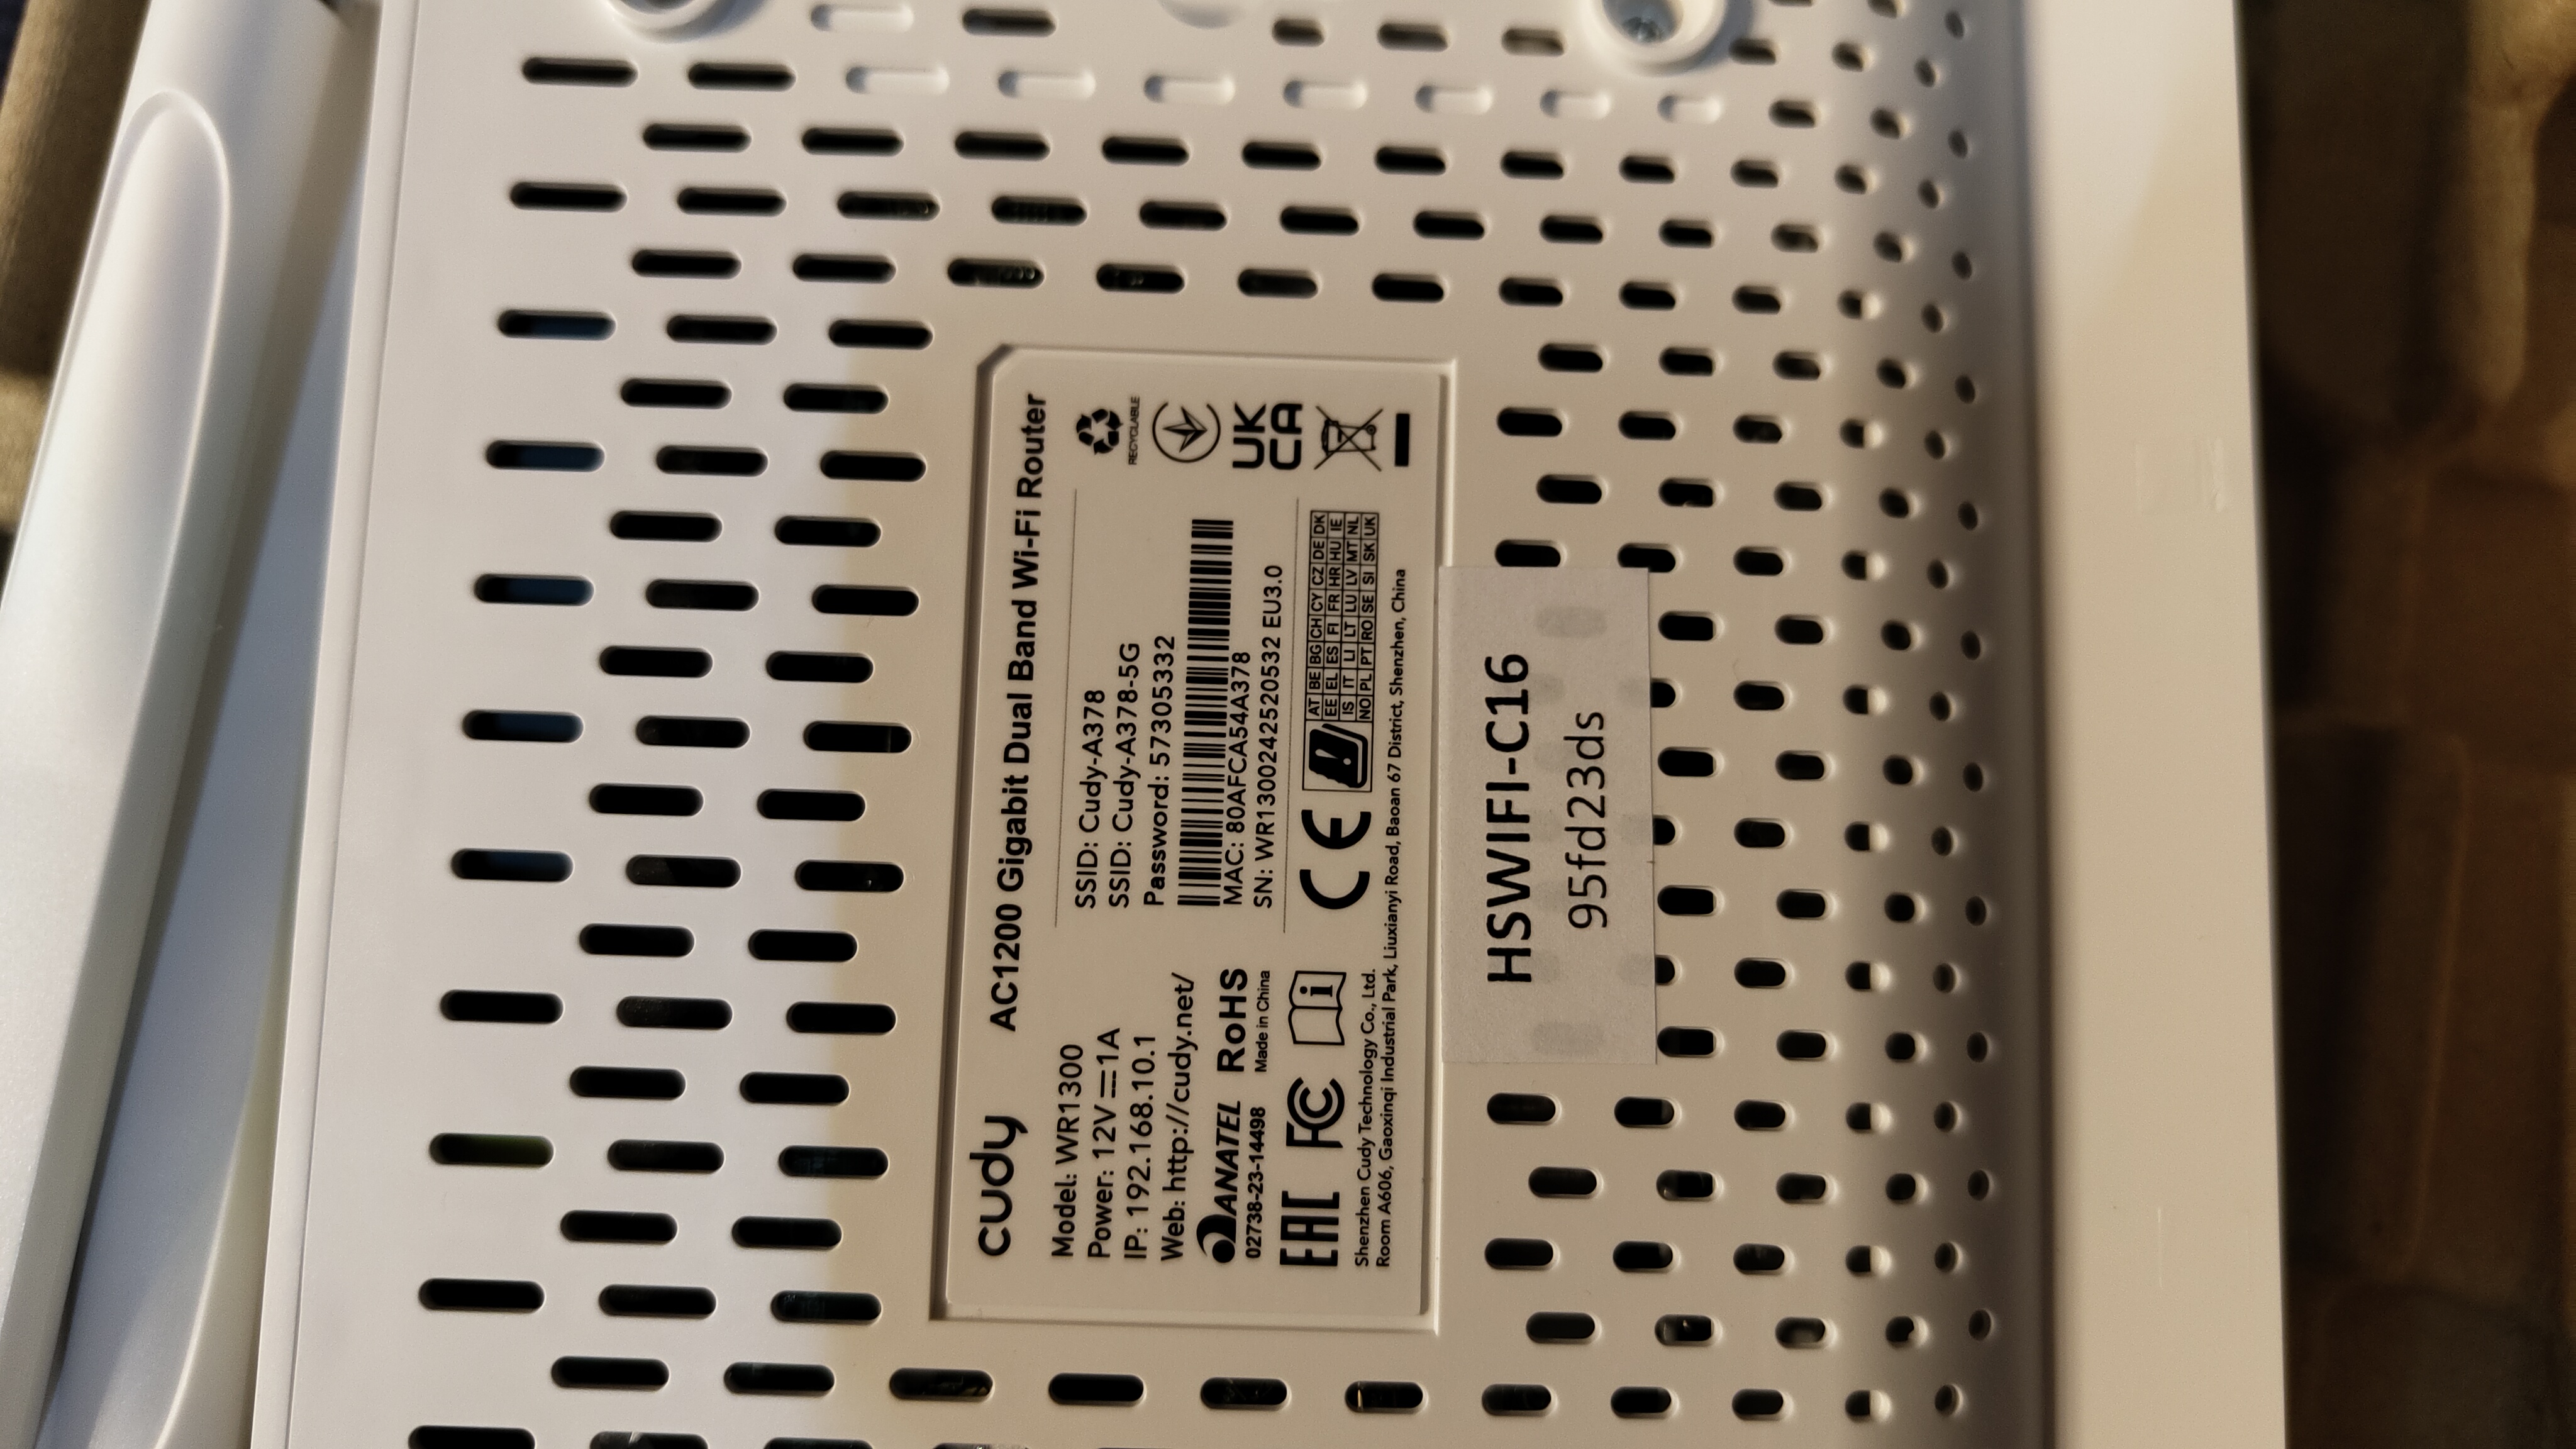 cudy AC1200 Gigabit Dual Band Wi-Fi Router
Model: WR1300
Power: 12V⎓1A
IP: 192.168.10.1
Web: http://cudy.net/
ANATEL RoHS
02738-23-14498 Made in China
EAC FC
SSID: Cudy-A378
SSID: Cudy-A378-5G
Password: 57305332
MAC: 80AFCA54A378
SN: WR1300242520532 EU3.0
CE
AT BE BG CH CY CZ DE DK
EE EL ES FI FR HR HU IE
IS IT LI LT LU LV MT NL
NO PL PT RO SE SI SK UK
RECYCLABLE
UK
CA
Shenzhen Cudy Technology Co., Ltd.
Room A606, Gaoxinqi Industrial Park, Liuxianyi Road, Baoan 67 District, Shenzhen, China
HSWIFI-C16
95fd23ds